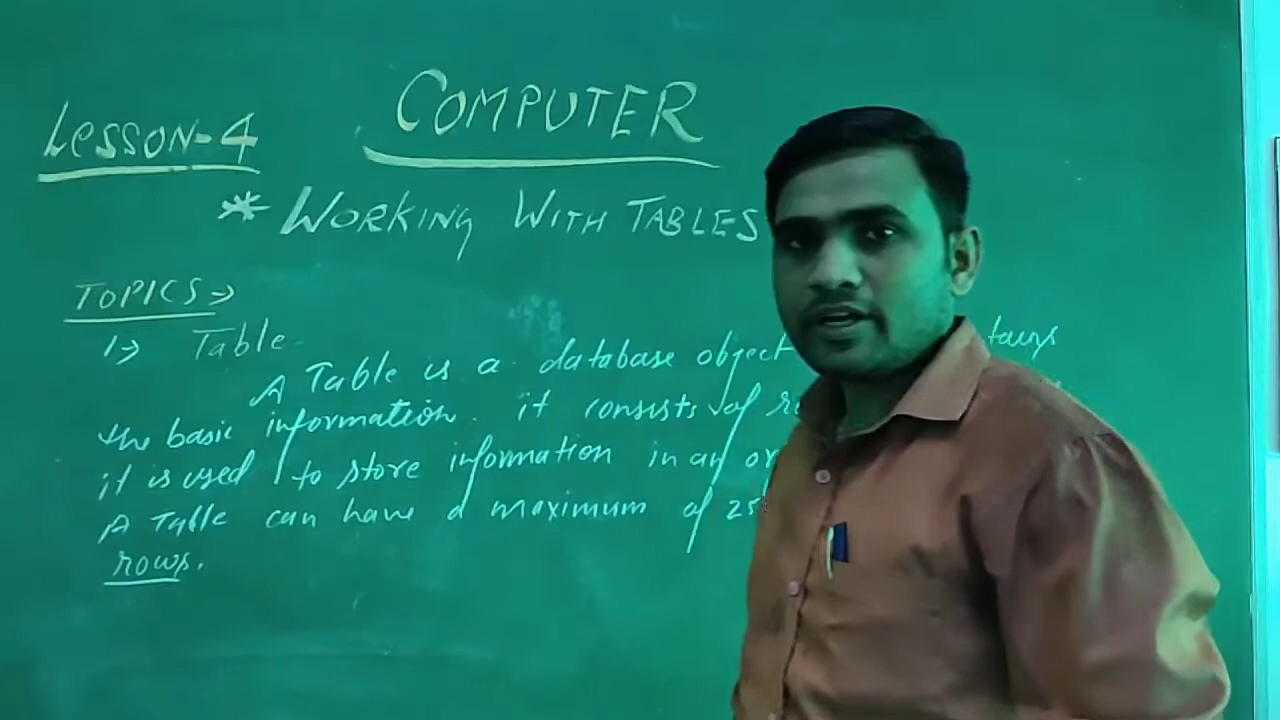 COMPUTER
LESSON-4
* WORKING WITH TABLES
TOPICS →
1→ Table.
A Table is a database object
the basic information. it consists of
it is used to store information in an
A Table can have a maximum of
rows.